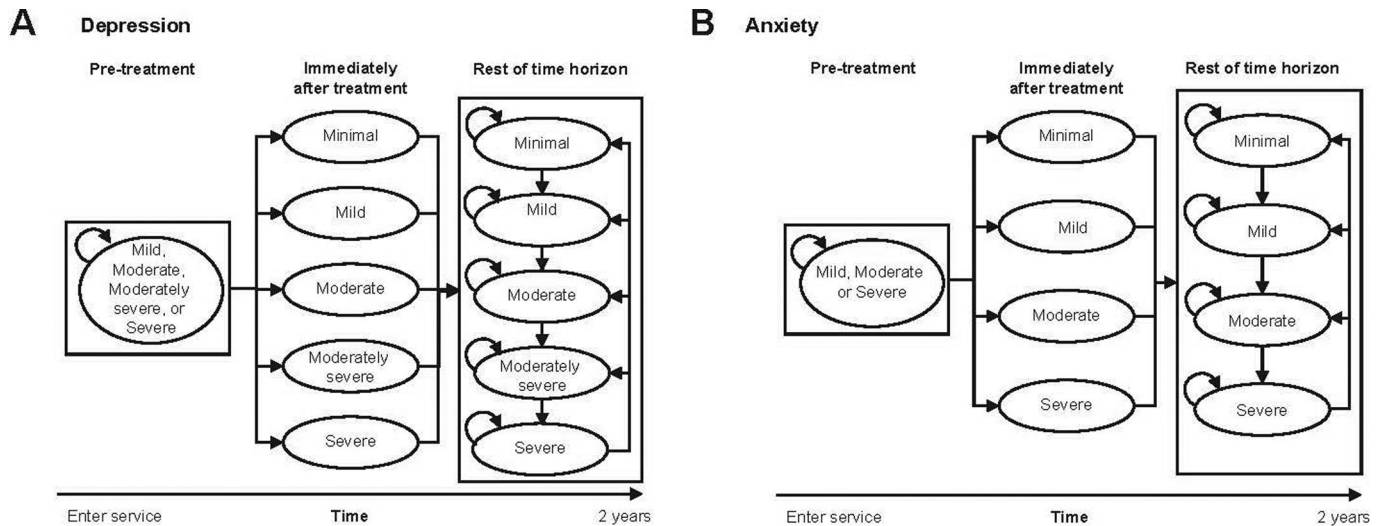 A Depression
Pre-treatment
Immediately
after treatment
Rest of time horizon
Mild,
Moderate,
Moderately
severe, or
Severe
Minimal
Mild
Moderate
Moderately
severe
Severe
Minimal
Mild
Moderate
Moderately
severe
Severe
Enter service
Time
2 years
B Anxiety
Pre-treatment
Immediately
after treatment
Rest of time horizon
Mild, Moderate
or Severe
Minimal
Mild
Moderate
Severe
Minimal
Mild
Moderate
Severe
Enter service
Time
2 years